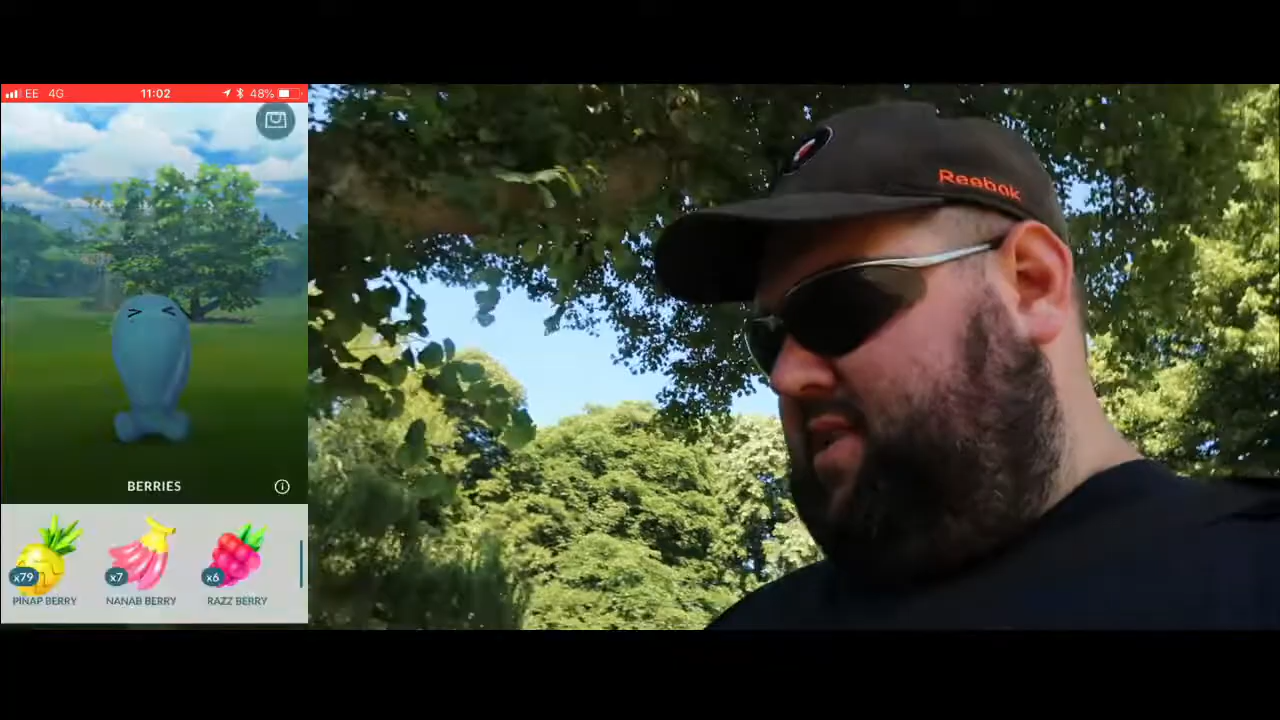 EE 4G 11:02 48%
BERRIES
x79 x7 x6
PINAP BERRY NANAB BERRY RAZZ BERRY
Reebok